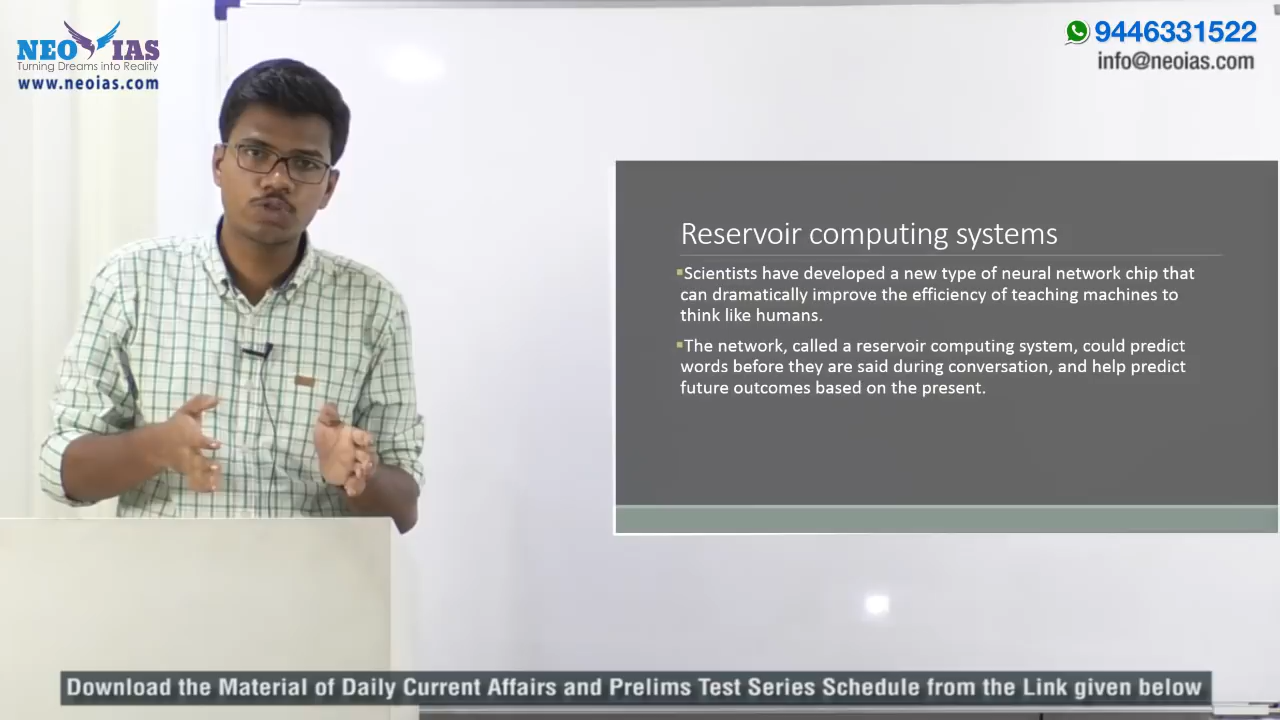 NEO IAS
Turning Dreams into Reality
www.neoias.com
9446331522
info@neoias.com
Reservoir computing systems
Scientists have developed a new type of neural network chip that
can dramatically improve the efficiency of teaching machines to
think like humans.
The network, called a reservoir computing system, could predict
words before they are said during conversation, and help predict
future outcomes based on the present.
Download the Material of Daily Current Affairs and Prelims Test Series Schedule from the Link given below